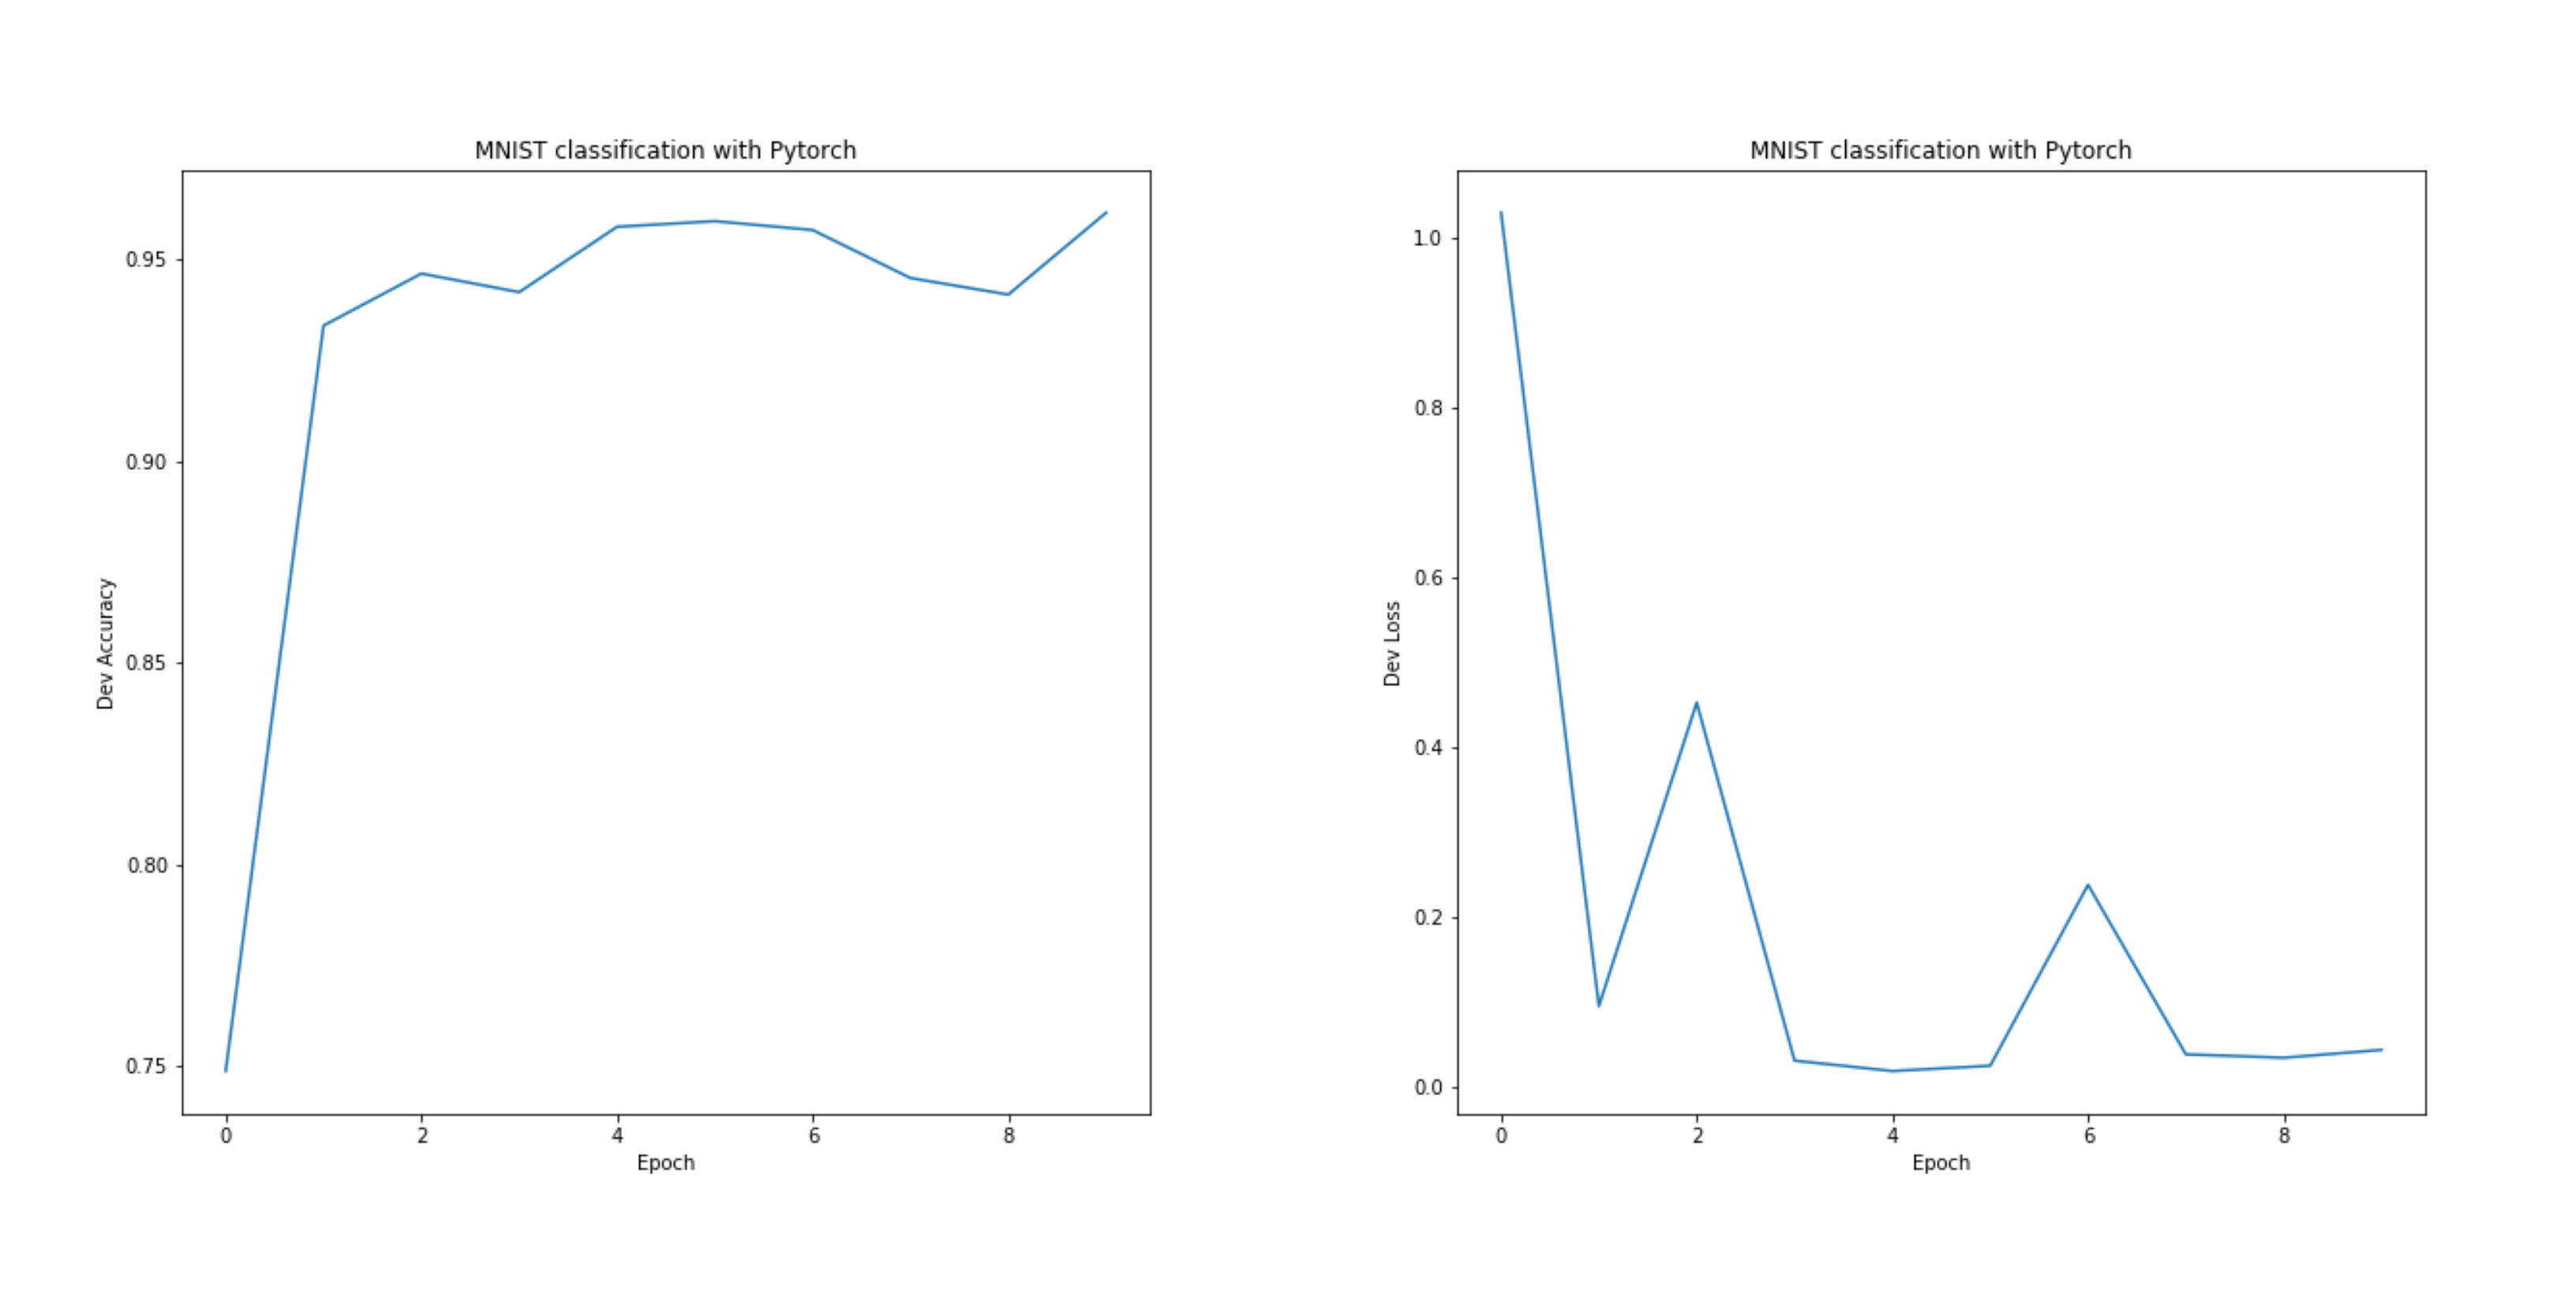 MNIST classification with Pytorch
0.95
0.90
0.85
0.80
0.75
Dev Accuracy
0 2 4 6 8
Epoch
MNIST classification with Pytorch
1.0
0.8
0.6
0.4
0.2
0.0
Dev Loss
0 2 4 6 8
Epoch